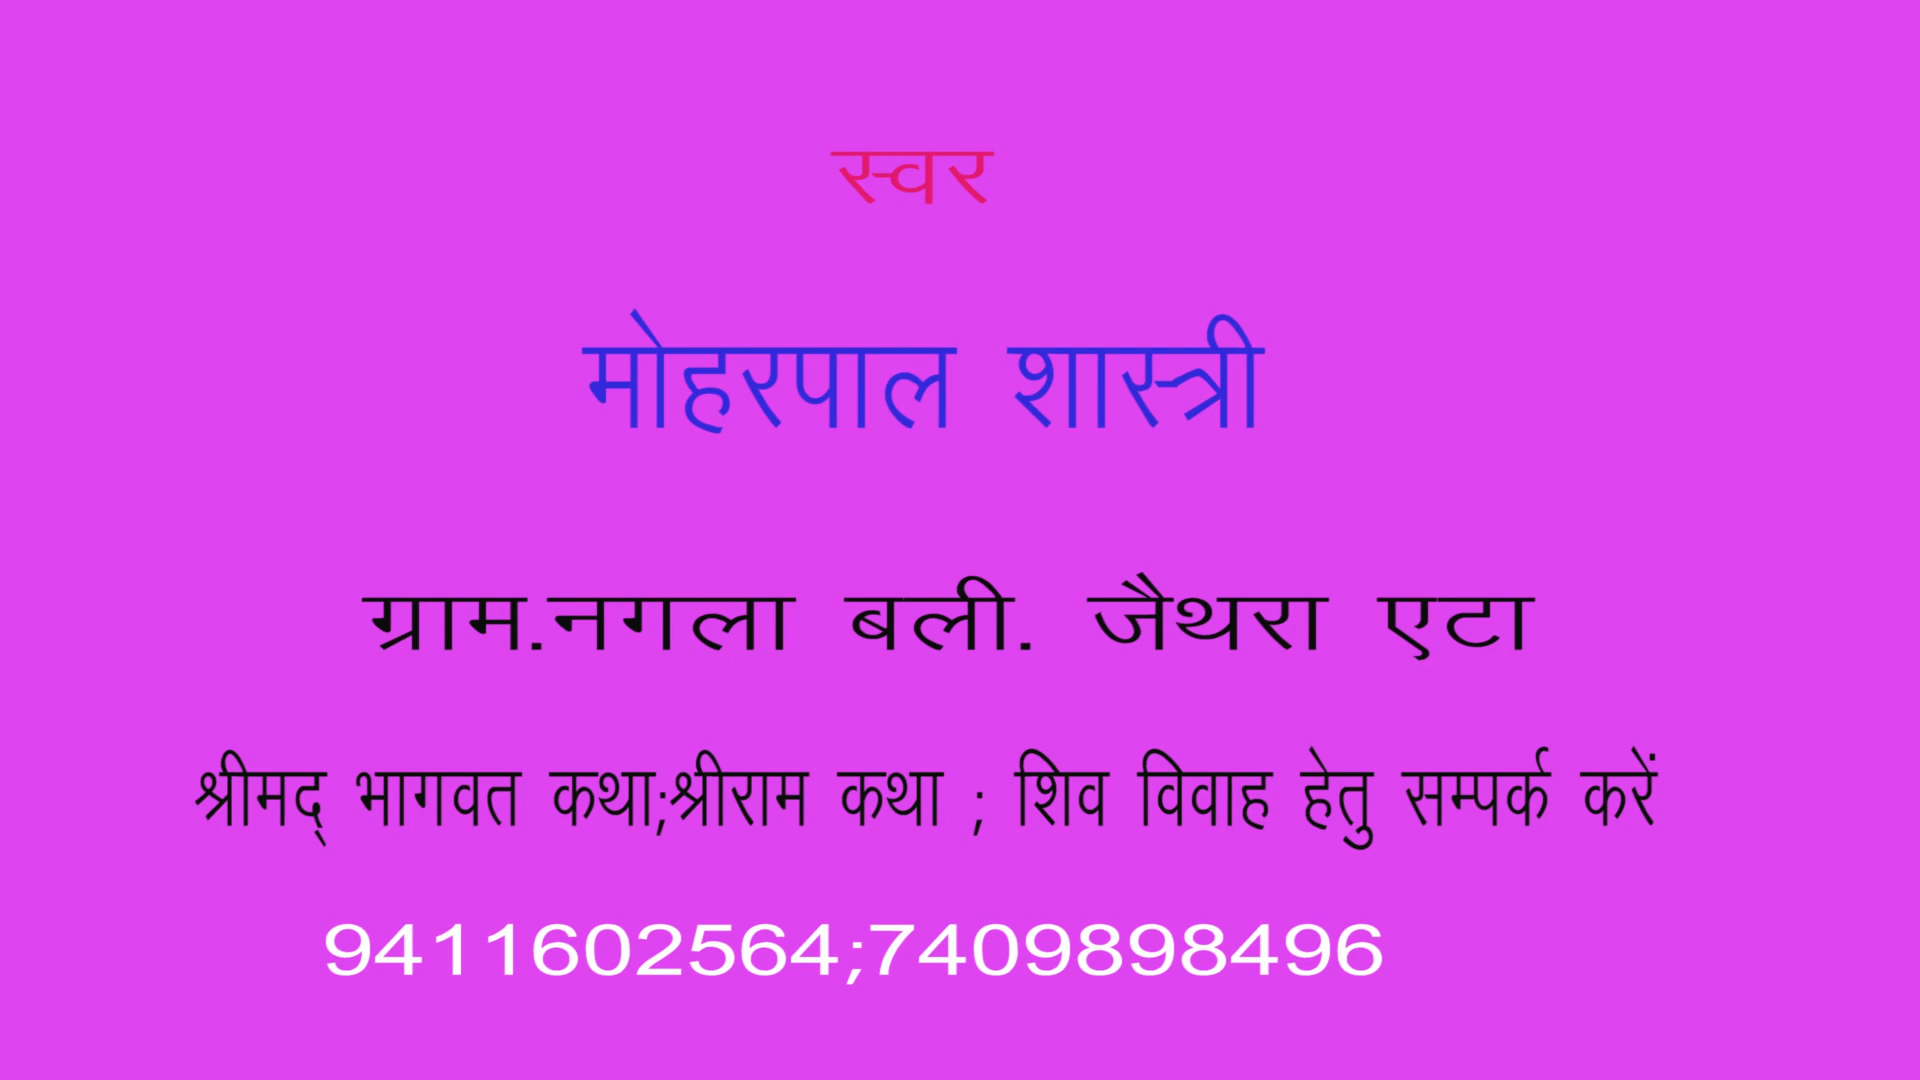 स्वर
मोहरपाल शास्त्री
ग्राम.नगला बली. जैथरा एटा
श्रीमद् भागवत कथा;श्रीराम कथा ; शिव विवाह हेतु सम्पर्क करें
9411602564;7409898496